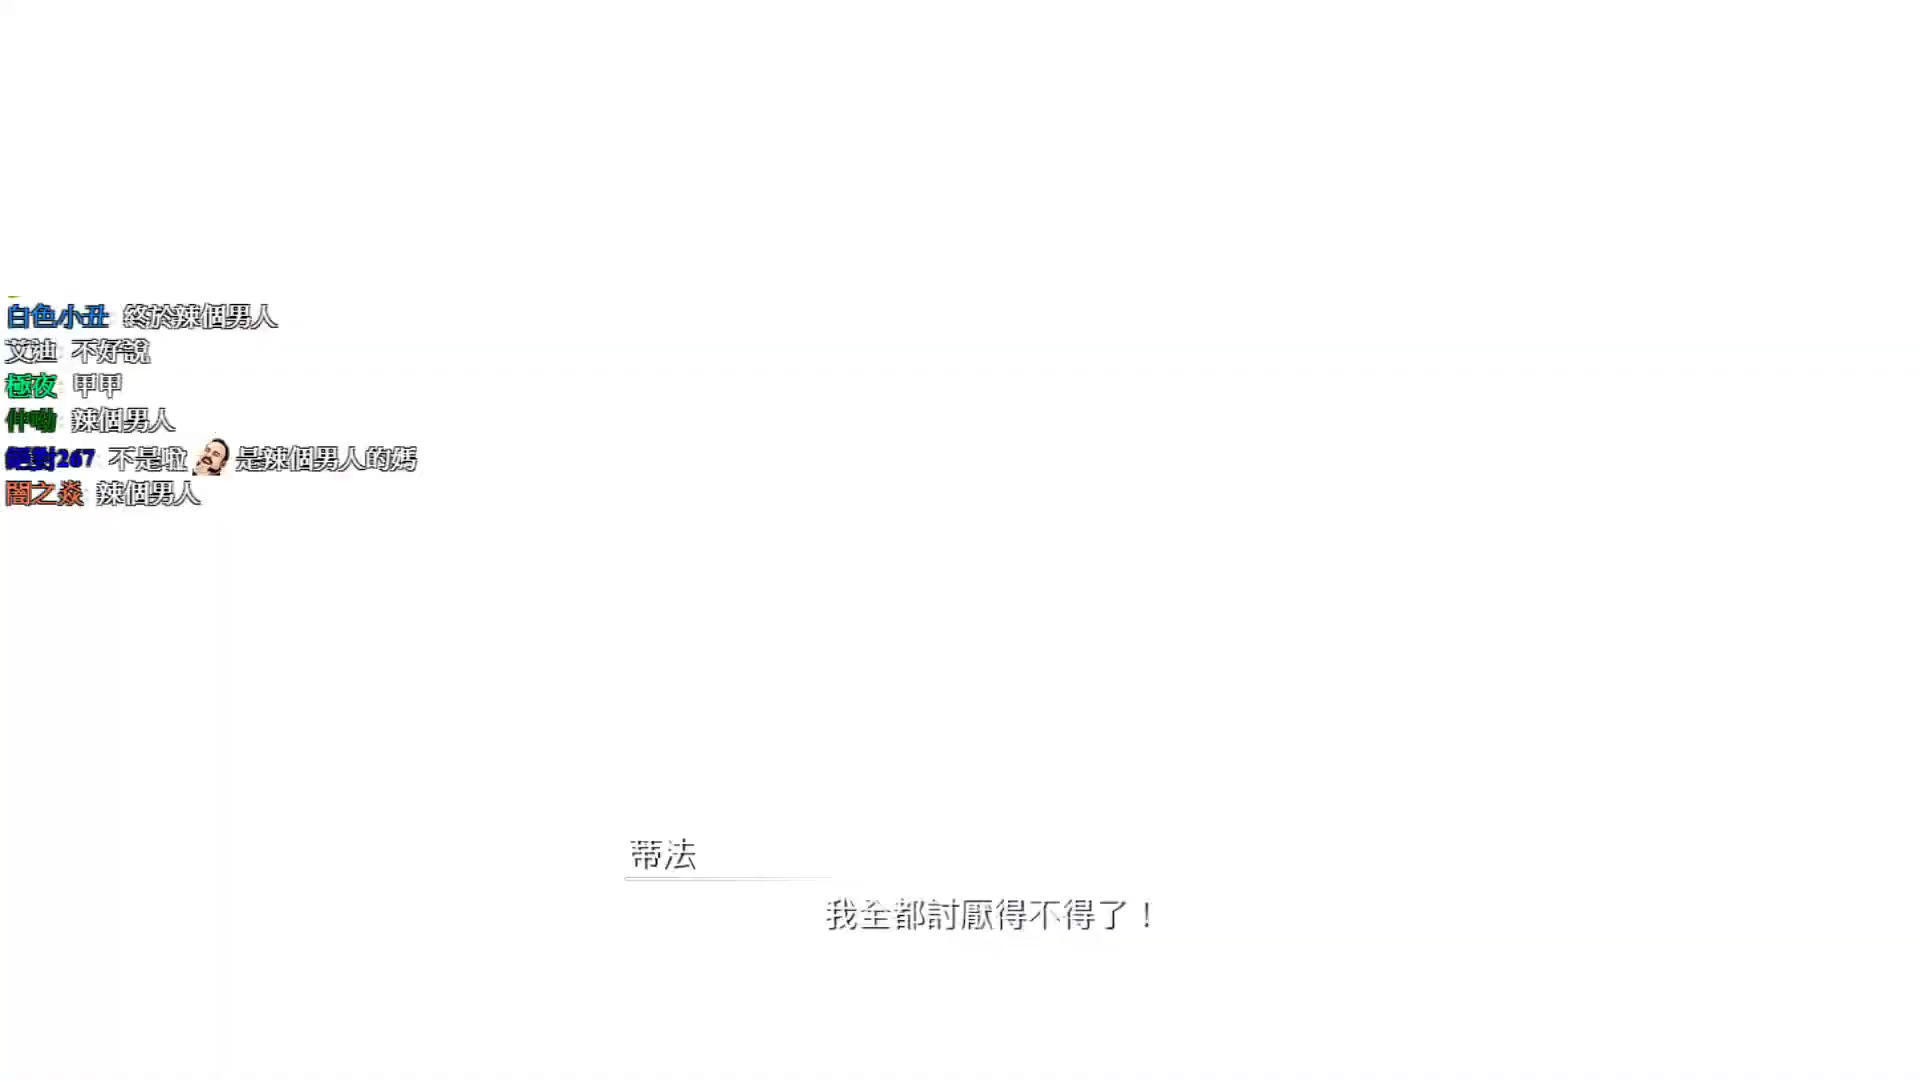 白色小丑: 終於辣個男人
艾迪: 不好說
極夜: 甲甲
仲呦: 辣個男人
絕對267: 不是啦 是辣個男人的媽
闇之焱: 辣個男人
蒂法
我全都討厭得不得了！